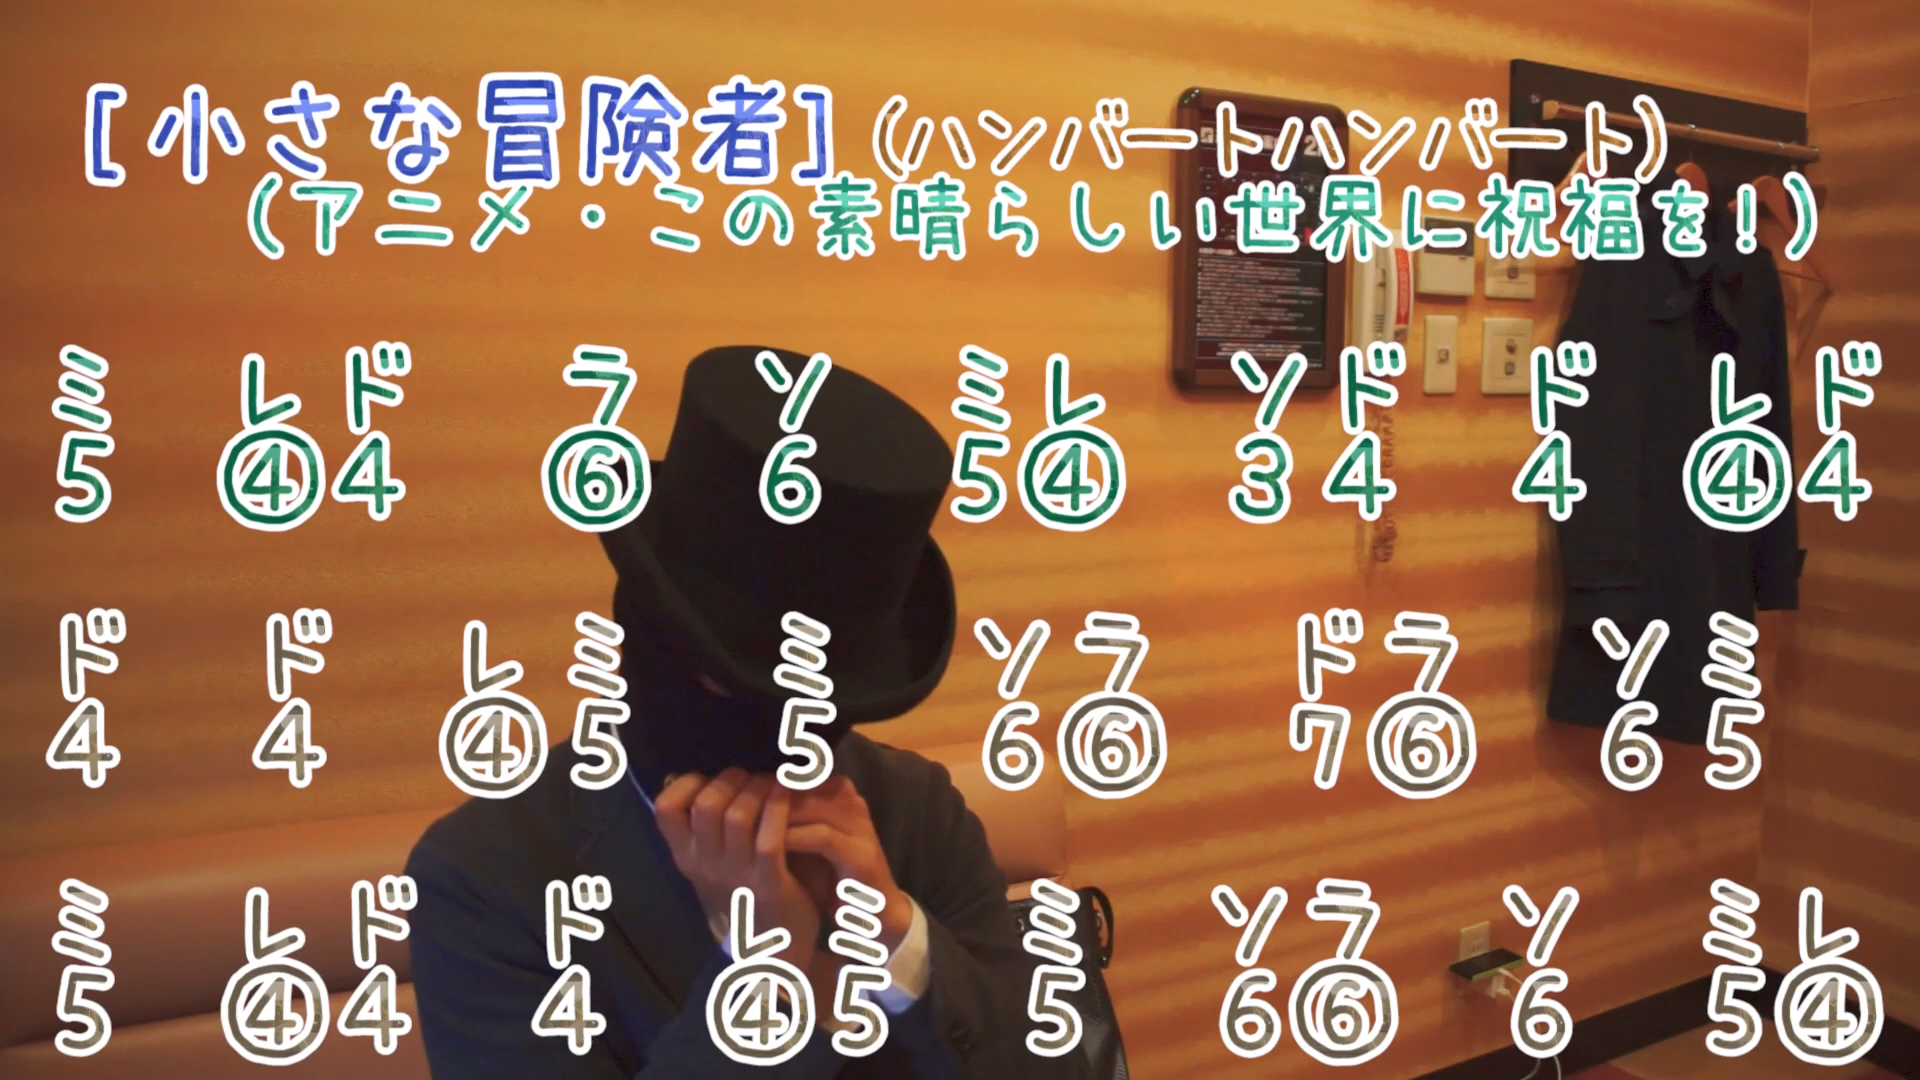 [小さな冒険者](ハンバートハンバート)
(アニメ・この素晴らしい世界に祝福を!)
ミ レド ラ ソ ミレ ソド ド レド
5 ④4 ⑥ 6 5④ 34 4 ④4
ド ド レミ ミ ソラ ドラ ソミ
4 4 ④5 5 6⑥ 7⑥ 65
ミ レド ド レミ ミ ソラ ソ ミレ
5 ④4 4 ④5 5 6⑥ 6 5④